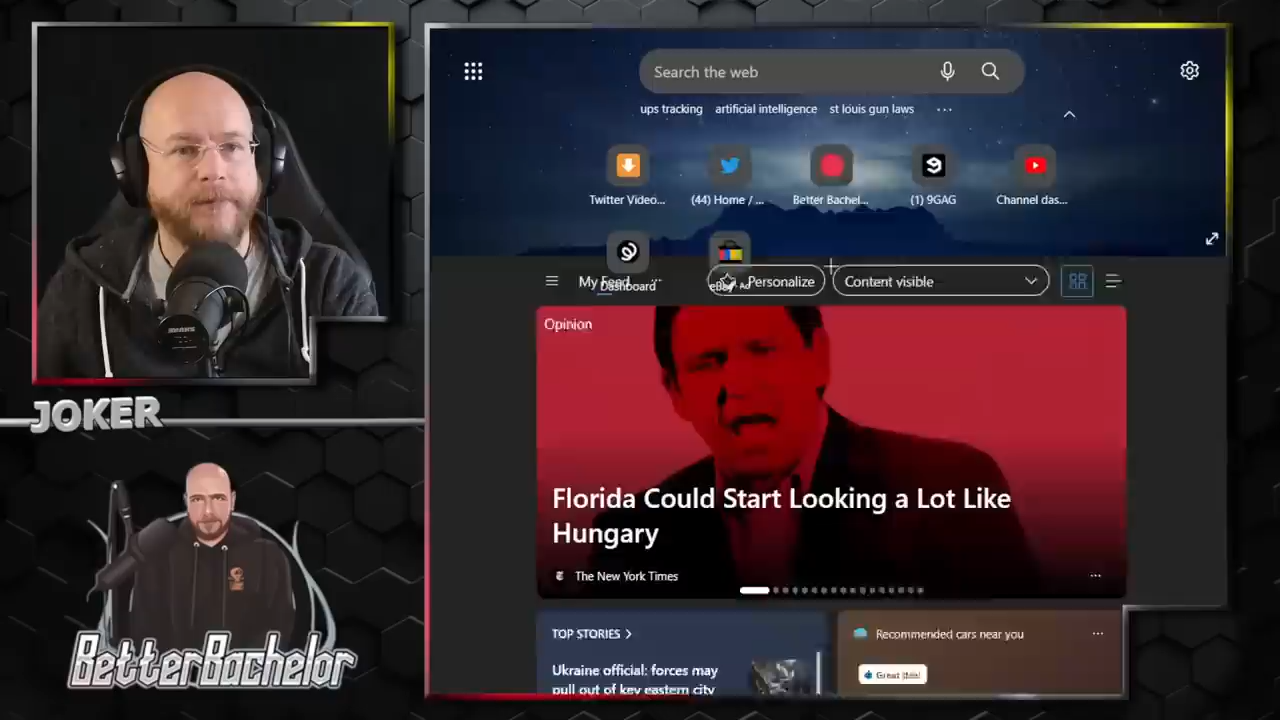 Search the web
ups tracking
artificial intelligence
st louis gun laws
Twitter Video...
(44) Home / ...
Better Bachel...
(1) 9GAG
Channel das...
My Feed
Dashboard
eBay
Ad
Personalize
Content visible
Opinion
Florida Could Start Looking a Lot Like
Hungary
The New York Times
TOP STORIES
Recommended cars near you
Ukraine official: forces may
pull out of key eastern city
Great
JOKER
BetterBachelor